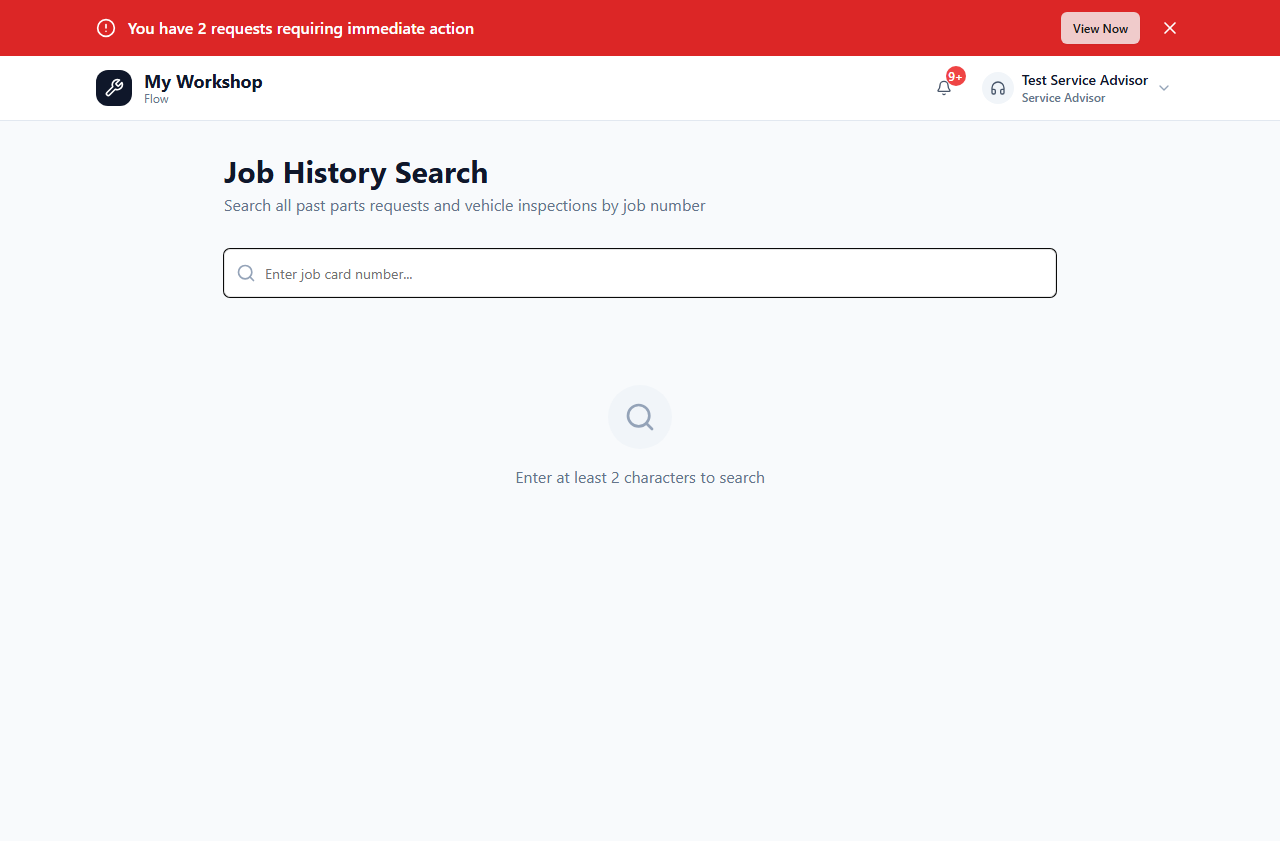 You have 2 requests requiring immediate action
View Now
My Workshop
Flow
9+
Test Service Advisor
Service Advisor
Job History Search
Search all past parts requests and vehicle inspections by job number
Enter job card number...
Enter at least 2 characters to search